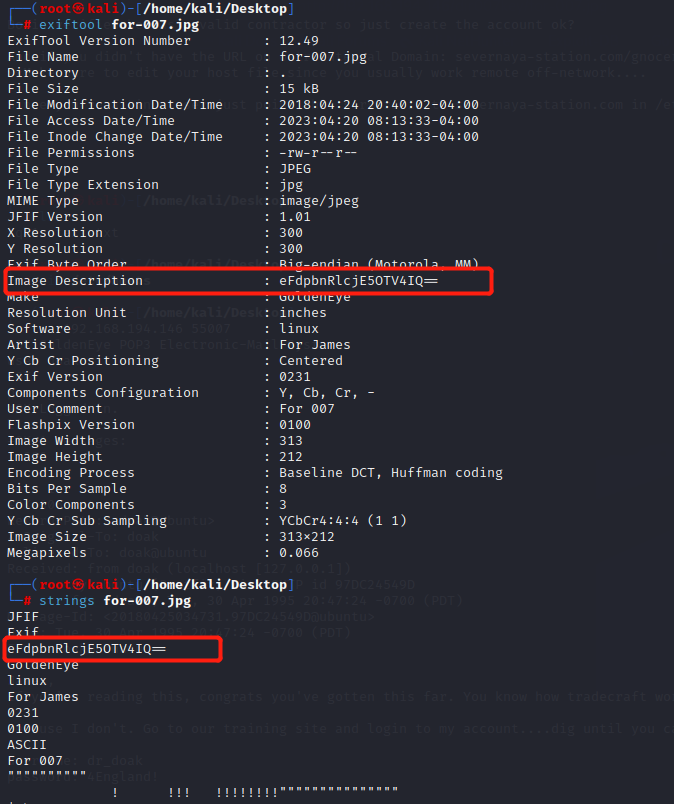 ┌──(root㉿kali)-[/home/kali/Desktop]
└─# exiftool for-007.jpg
ExifTool Version Number : 12.49
File Name : for-007.jpg
Directory : .
File Size : 15 kB
File Modification Date/Time : 2018:04:24 20:40:02-04:00
File Access Date/Time : 2023:04:20 08:13:33-04:00
File Inode Change Date/Time : 2023:04:20 08:13:33-04:00
File Permissions : -rw-r--r--
File Type : JPEG
File Type Extension : jpg
MIME Type : image/jpeg
JFIF Version : 1.01
X Resolution : 300
Y Resolution : 300
Exif Byte Order : Big-endian (Motorola, MM)
Image Description : eFdpbnRlcjE5OTV4IQ==
Make : GoldenEye
Resolution Unit : inches
Software : linux
Artist : For James
Y Cb Cr Positioning : Centered
Exif Version : 0231
Components Configuration : Y, Cb, Cr, -
User Comment : For 007
Flashpix Version : 0100
Image Width : 313
Image Height : 212
Encoding Process : Baseline DCT, Huffman coding
Bits Per Sample : 8
Color Components : 3
Y Cb Cr Sub Sampling : YCbCr4:4:4 (1 1)
Image Size : 313×212
Megapixels : 0.066
┌──(root㉿kali)-[/home/kali/Desktop]
└─# strings for-007.jpg
JFIF
Exif
eFdpbnRlcjE5OTV4IQ==
GoldenEye
linux
For James
0231
0100
ASCII
For 007
""""""""""
! !!! !!!!!!!!"""""""""""""""